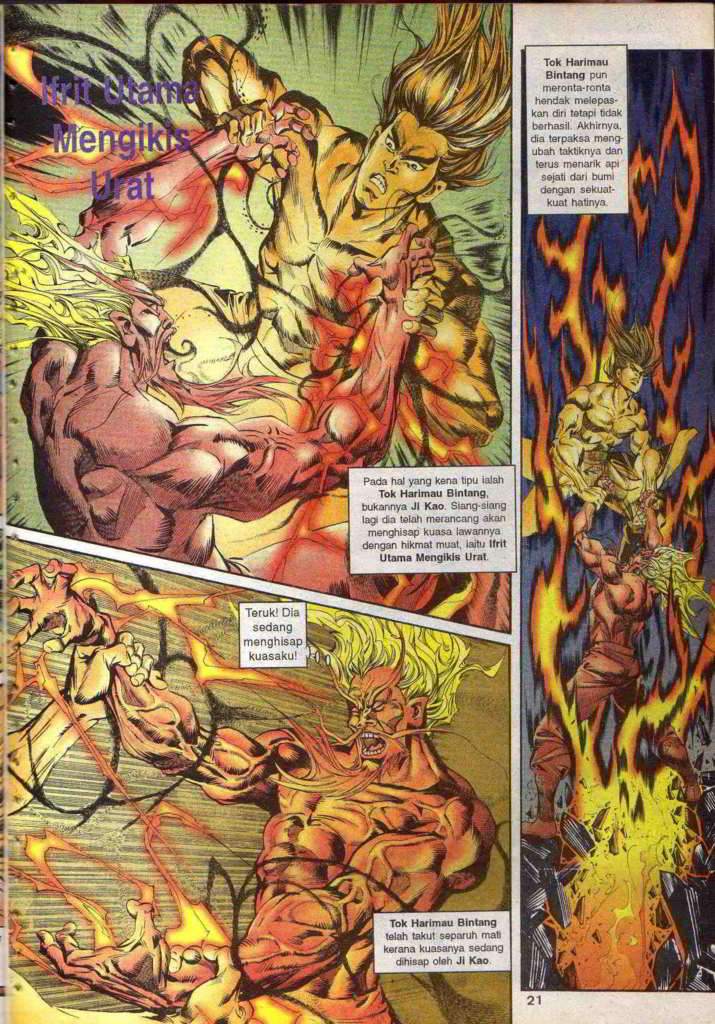 Ifrit Utama
Mengikis
Urat
Pada hal yang kena tipu ialah
Tok Harimau Bintang,
bukannya Ji Kao. Siang-siang
lagi dia telah merancang akan
menghisap kuasa lawannya
dengan hikmat muat, iaitu Ifrit
Utama Mengikis Urat.
Teruk! Dia
sedang
menghisap
kuasaku!
Tok Harimau Bintang
telah takut separuh mati
kerana kuasanya sedang
dihisap oleh Ji Kao.
Tok Harimau
Bintang pun
meronta-ronta
hendak melepas-
kan diri tetapi tidak
berhasil. Akhirnya,
dia terpaksa meng-
ubah taktiknya dan
terus menarik api
sejati dari bumi
dengan sekuat-
kuat hatinya.
21